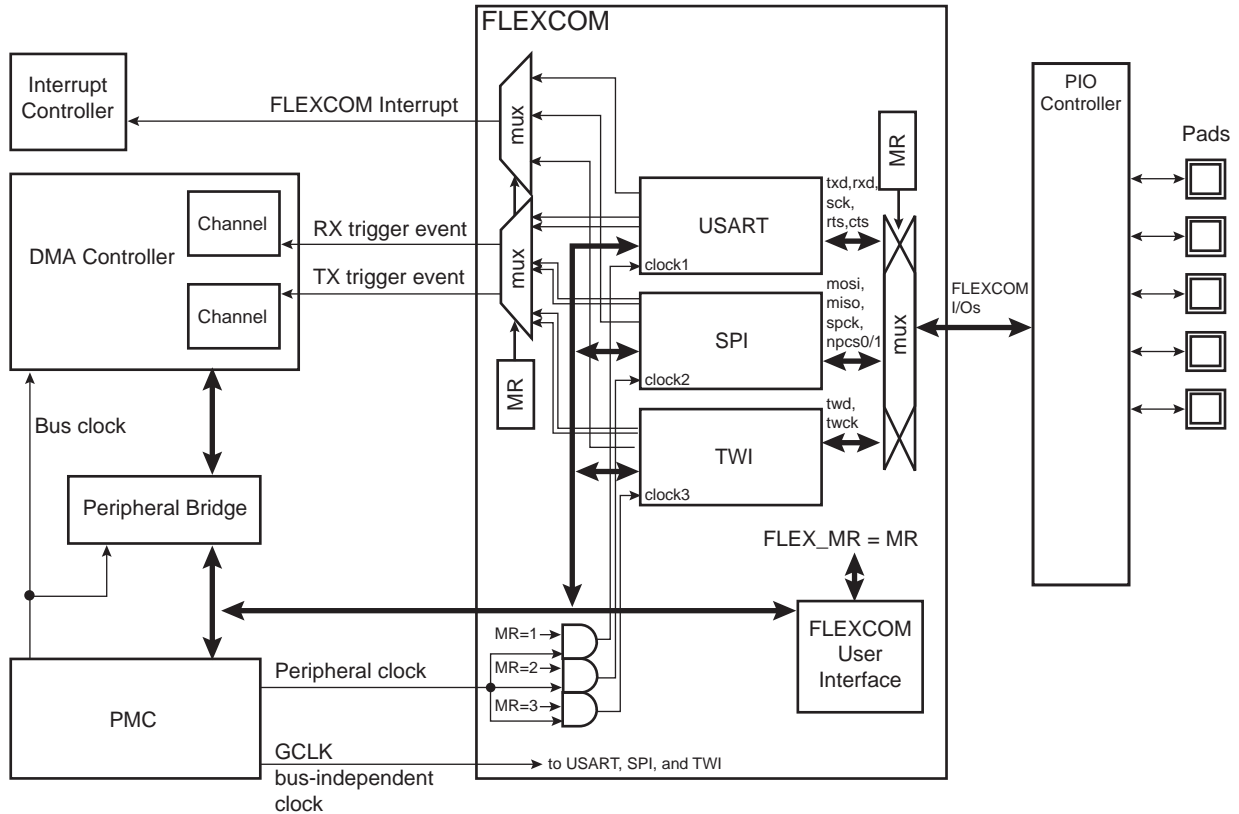 FLEXCOM
Interrupt
Controller
FLEXCOM Interrupt
mux
PIO
Controller
Pads
MR
DMA Controller
Channel
Channel
RX trigger event
TX trigger event
mux
MR
USART
clock1
txd,rxd,
sck,
rts,cts
SPI
clock2
mosi,
miso,
spck,
npcs0/1
mux
FLEXCOM
I/Os
TWI
clock3
twd,
twck
Bus clock
Peripheral Bridge
FLEX_MR = MR
FLEXCOM
User
Interface
MR=1
MR=2
MR=3
Peripheral clock
PMC
GCLK
bus-independent
clock
to USART, SPI, and TWI